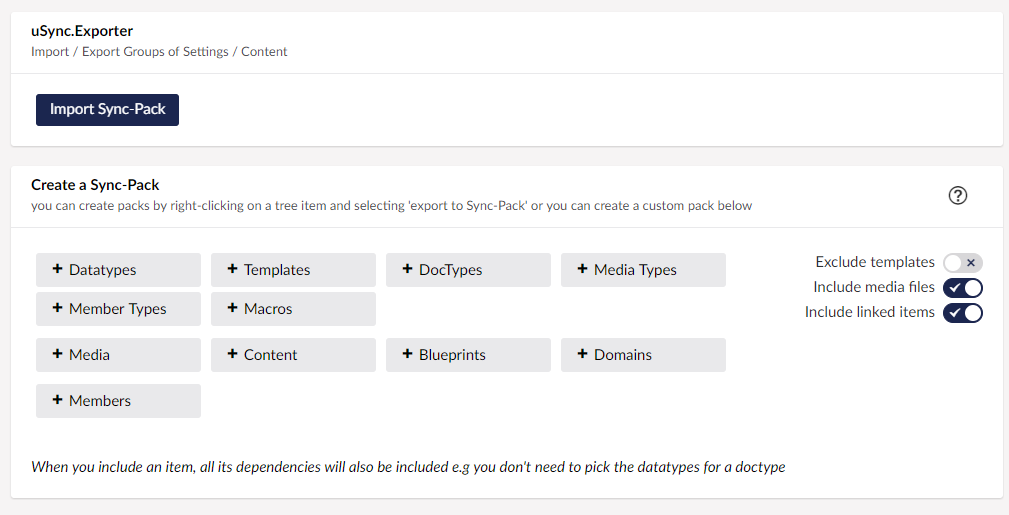 uSync.Exporter
Import / Export Groups of Settings / Content
Import Sync-Pack
Create a Sync-Pack
you can create packs by right-clicking on a tree item and selecting 'export to Sync-Pack' or you can create a custom pack below
+ Datatypes + Templates + DocTypes + Media Types
Exclude templates
Include media files
+ Member Types + Macros
Include linked items
+ Media + Content + Blueprints + Domains
+ Members
When you include an item, all its dependencies will also be included e.g you don't need to pick the datatypes for a doctype